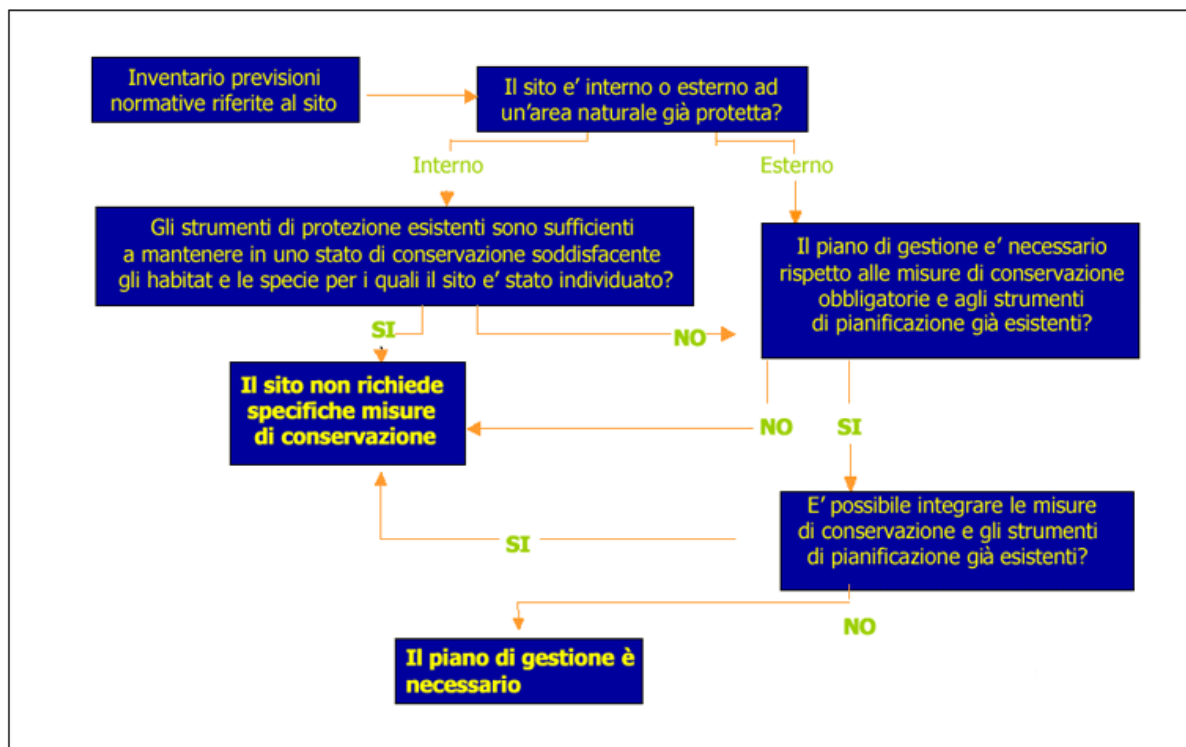 Inventario previsioni
normative riferite al sito
Il sito e' interno o esterno ad
un'area naturale già protetta?
Interno
Esterno
Gli strumenti di protezione esistenti sono sufficienti
a mantenere in uno stato di conservazione soddisfacente
gli habitat e le specie per i quali il sito e' stato individuato?
Il piano di gestione e' necessario
rispetto alle misure di conservazione
obbligatorie e agli strumenti
di pianificazione già esistenti?
SI
NO
Il sito non richiede
specifiche misure
di conservazione
NO
SI
E' possibile integrare le misure
di conservazione e gli strumenti
di pianificazione già esistenti?
SI
NO
Il piano di gestione è
necessario